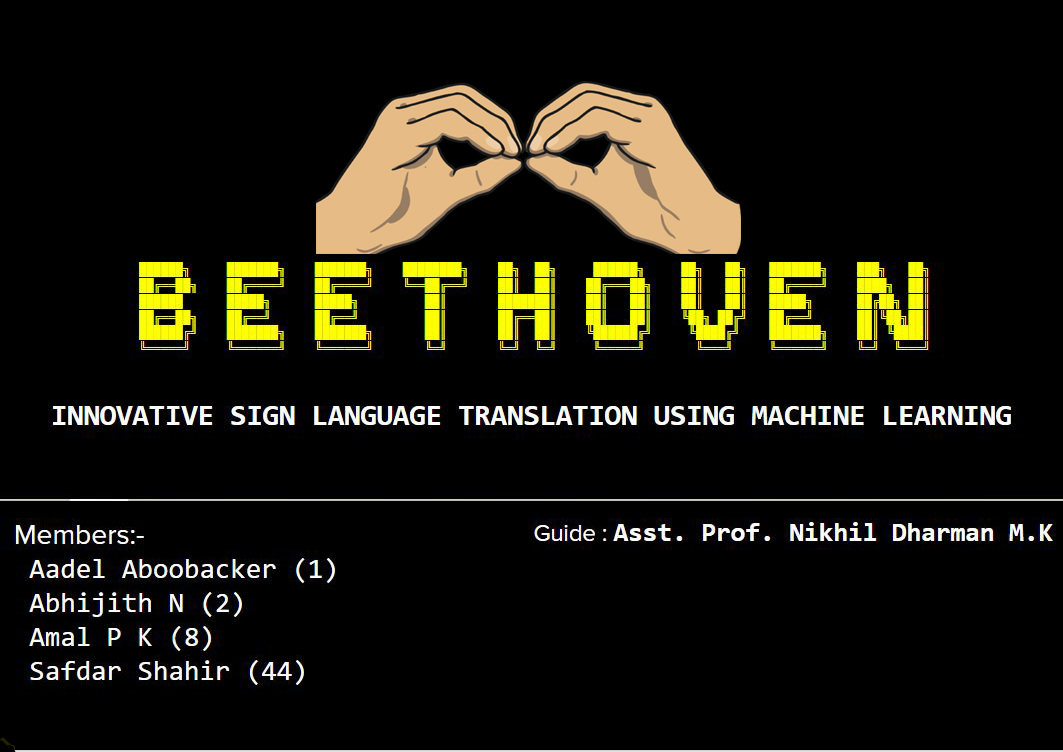 BEETHOVEN
INNOVATIVE SIGN LANGUAGE TRANSLATION USING MACHINE LEARNING
Members:-
Aadel Aboobacker (1)
Abhijith N (2)
Amal P K (8)
Safdar Shahir (44)
Guide : Asst. Prof. Nikhil Dharman M.K